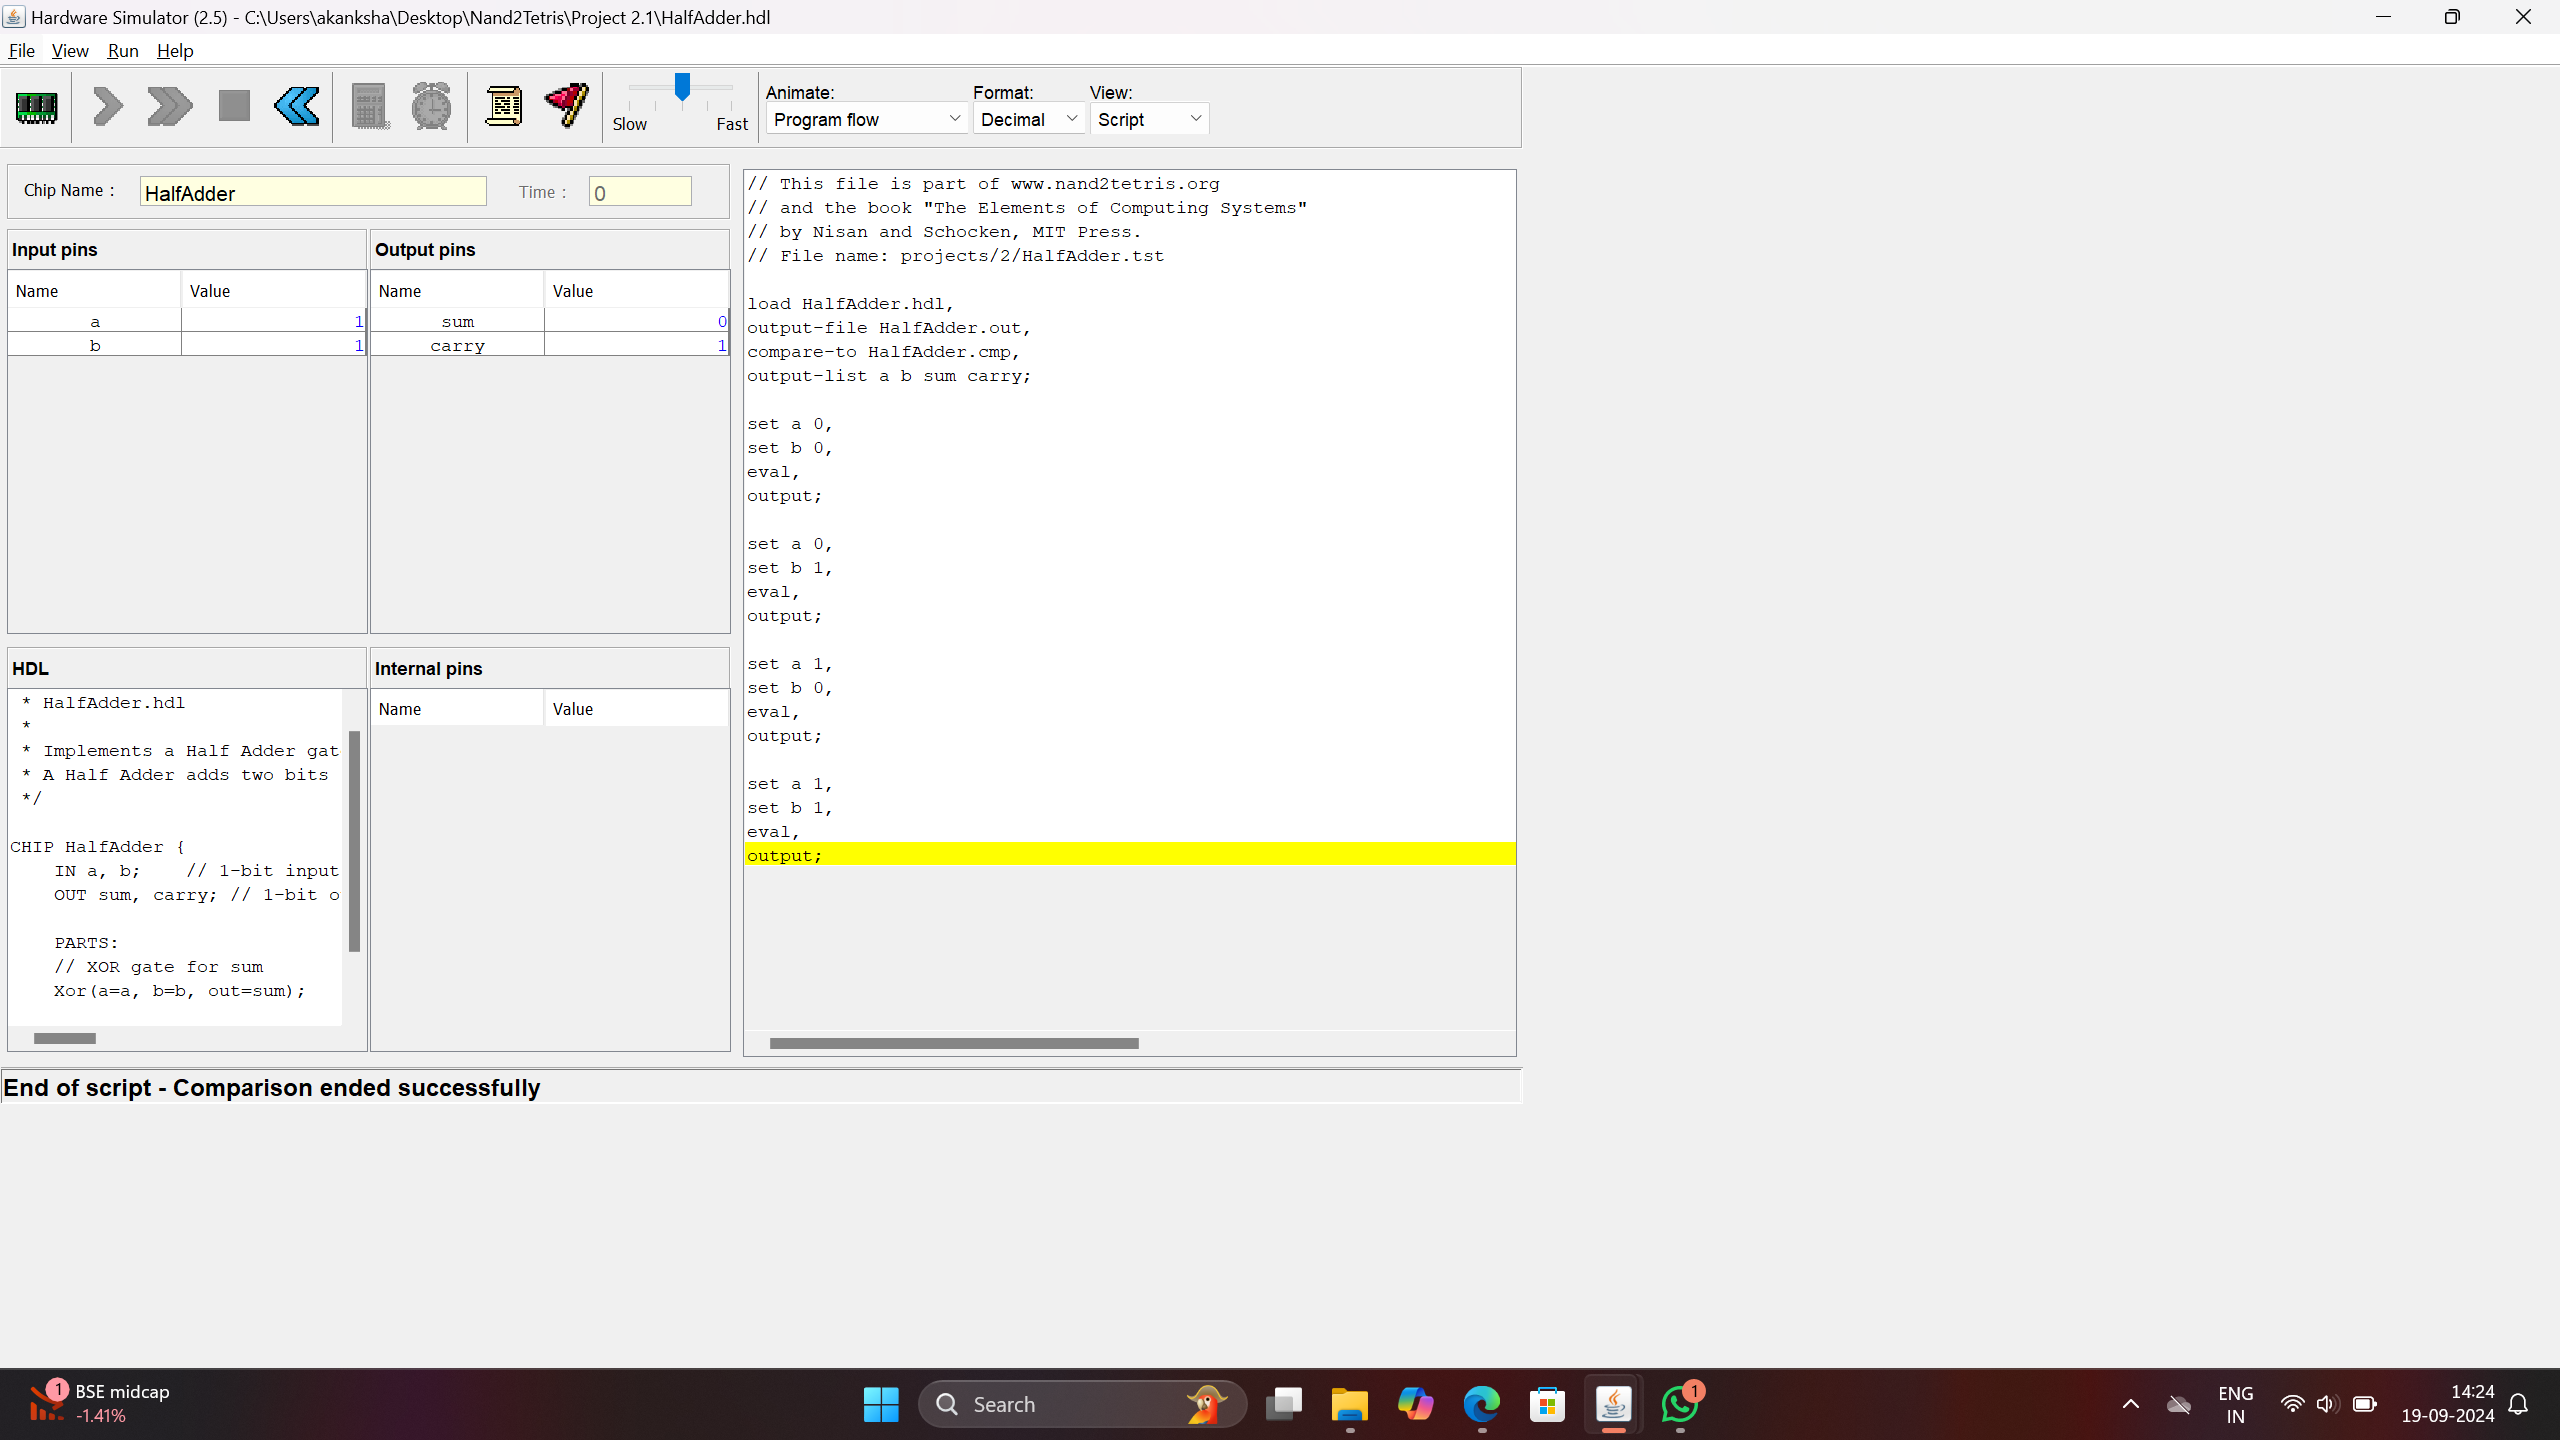 Hardware Simulator (2.5) - C:\Users\akanksha\Desktop\Nand2Tetris\Project 2.1\HalfAdder.hdl
File View Run Help
Slow Fast
Animate: Format: View:
Program flow Decimal Script
Chip Name : HalfAdder Time : 0
Input pins
Name Value
a 1
b 1
Output pins
Name Value
sum 0
carry 1
HDL
* HalfAdder.hdl
*
* Implements a Half Adder gat
* A Half Adder adds two bits
*/
CHIP HalfAdder {
IN a, b; // 1-bit input
OUT sum, carry; // 1-bit o
PARTS:
// XOR gate for sum
Xor(a=a, b=b, out=sum);
Internal pins
Name Value
// This file is part of www.nand2tetris.org
// and the book "The Elements of Computing Systems"
// by Nisan and Schocken, MIT Press.
// File name: projects/2/HalfAdder.tst
load HalfAdder.hdl,
output-file HalfAdder.out,
compare-to HalfAdder.cmp,
output-list a b sum carry;
set a 0,
set b 0,
eval,
output;
set a 0,
set b 1,
eval,
output;
set a 1,
set b 0,
eval,
output;
set a 1,
set b 1,
eval,
output;
End of script - Comparison ended successfully
1
BSE midcap
-1.41%
Search
1
ENG
IN
14:24
19-09-2024